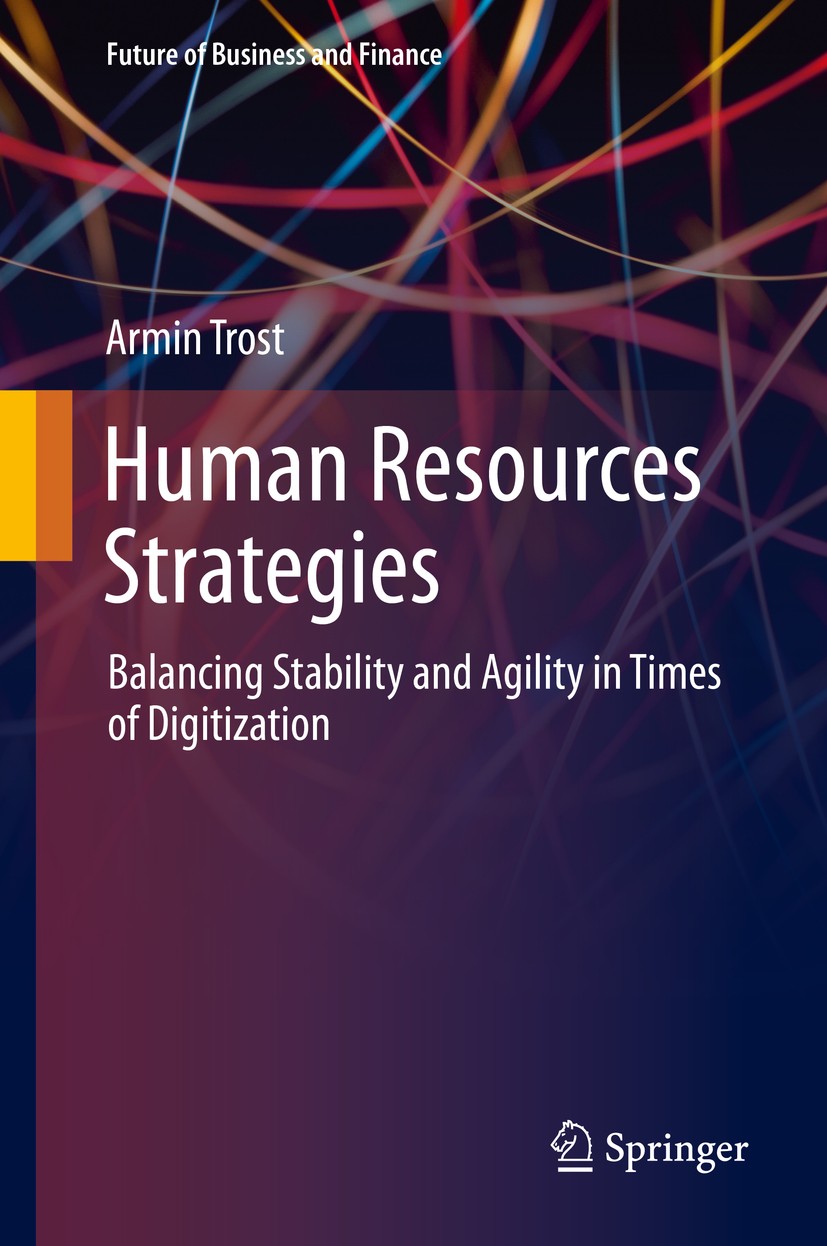 Future of Business and Finance
Armin Trost
Human Resources
Strategies
Balancing Stability and Agility in Times
of Digitization
Springer